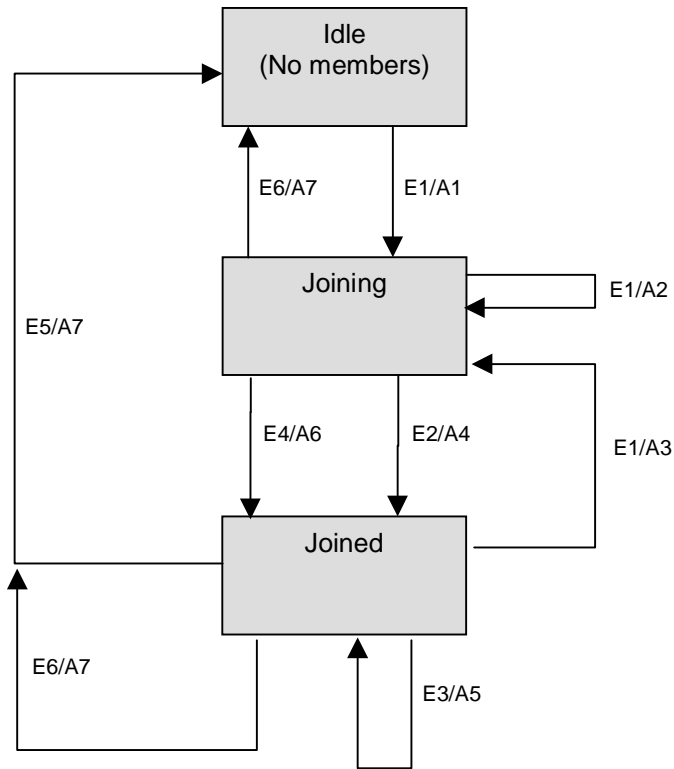 Idle
(No members)
E6/A7
E1/A1
Joining
E1/A2
E5/A7
E4/A6
E2/A4
E1/A3
Joined
E6/A7
E3/A5